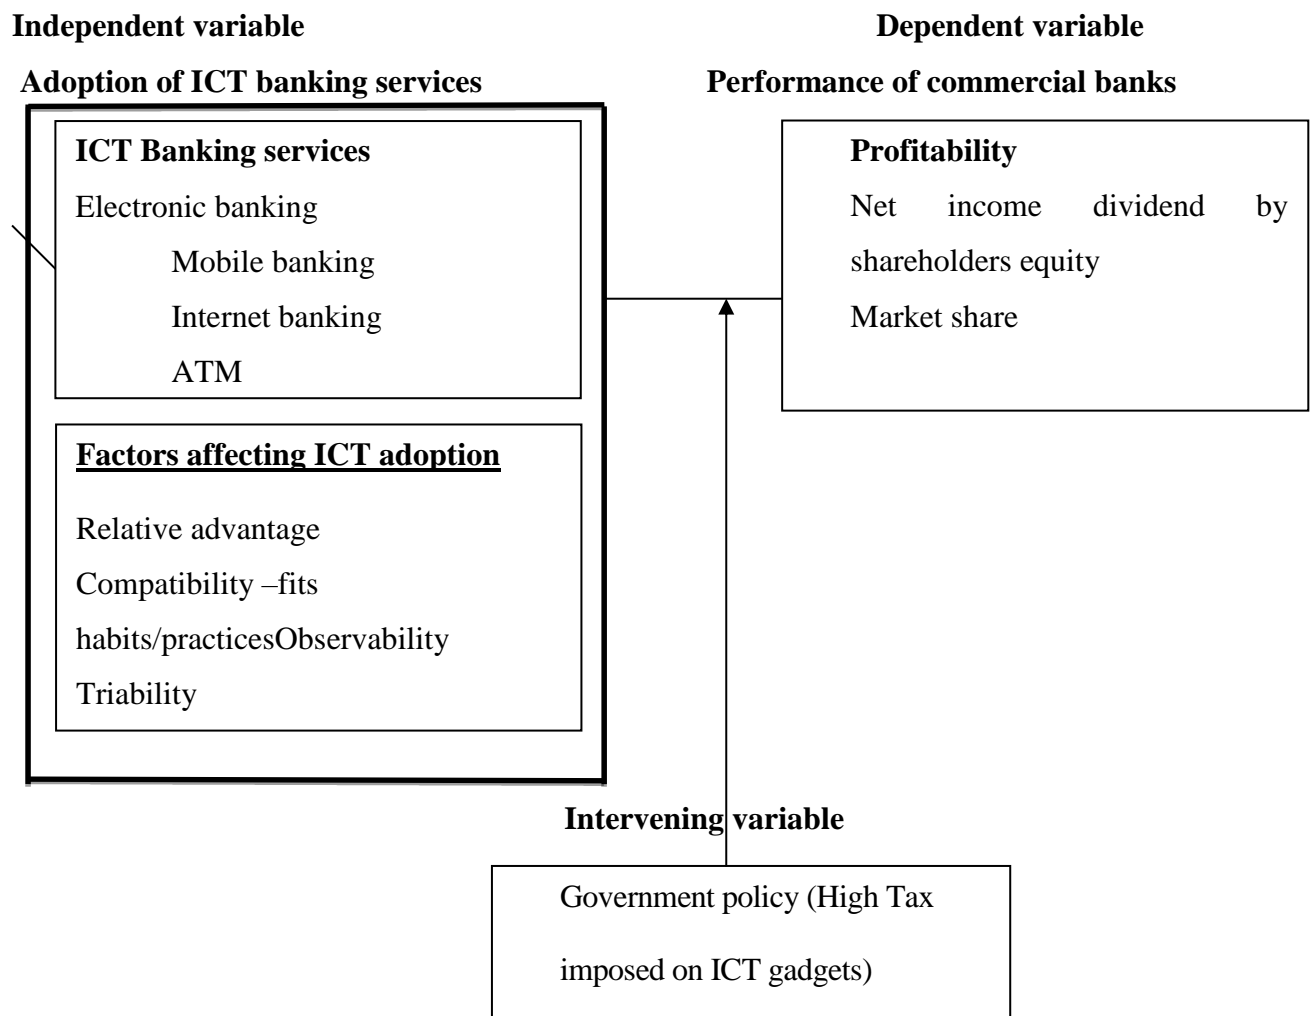 Independent variable
Dependent variable
Adoption of ICT banking services
Performance of commercial banks
ICT Banking services
Electronic banking
Mobile banking
Internet banking
ATM
Factors affecting ICT adoption
Relative advantage
Compatibility –fits
habits/practicesObservability
Triability
Profitability
Net income dividend by
shareholders equity
Market share
Intervening variable
Government policy (High Tax
imposed on ICT gadgets)